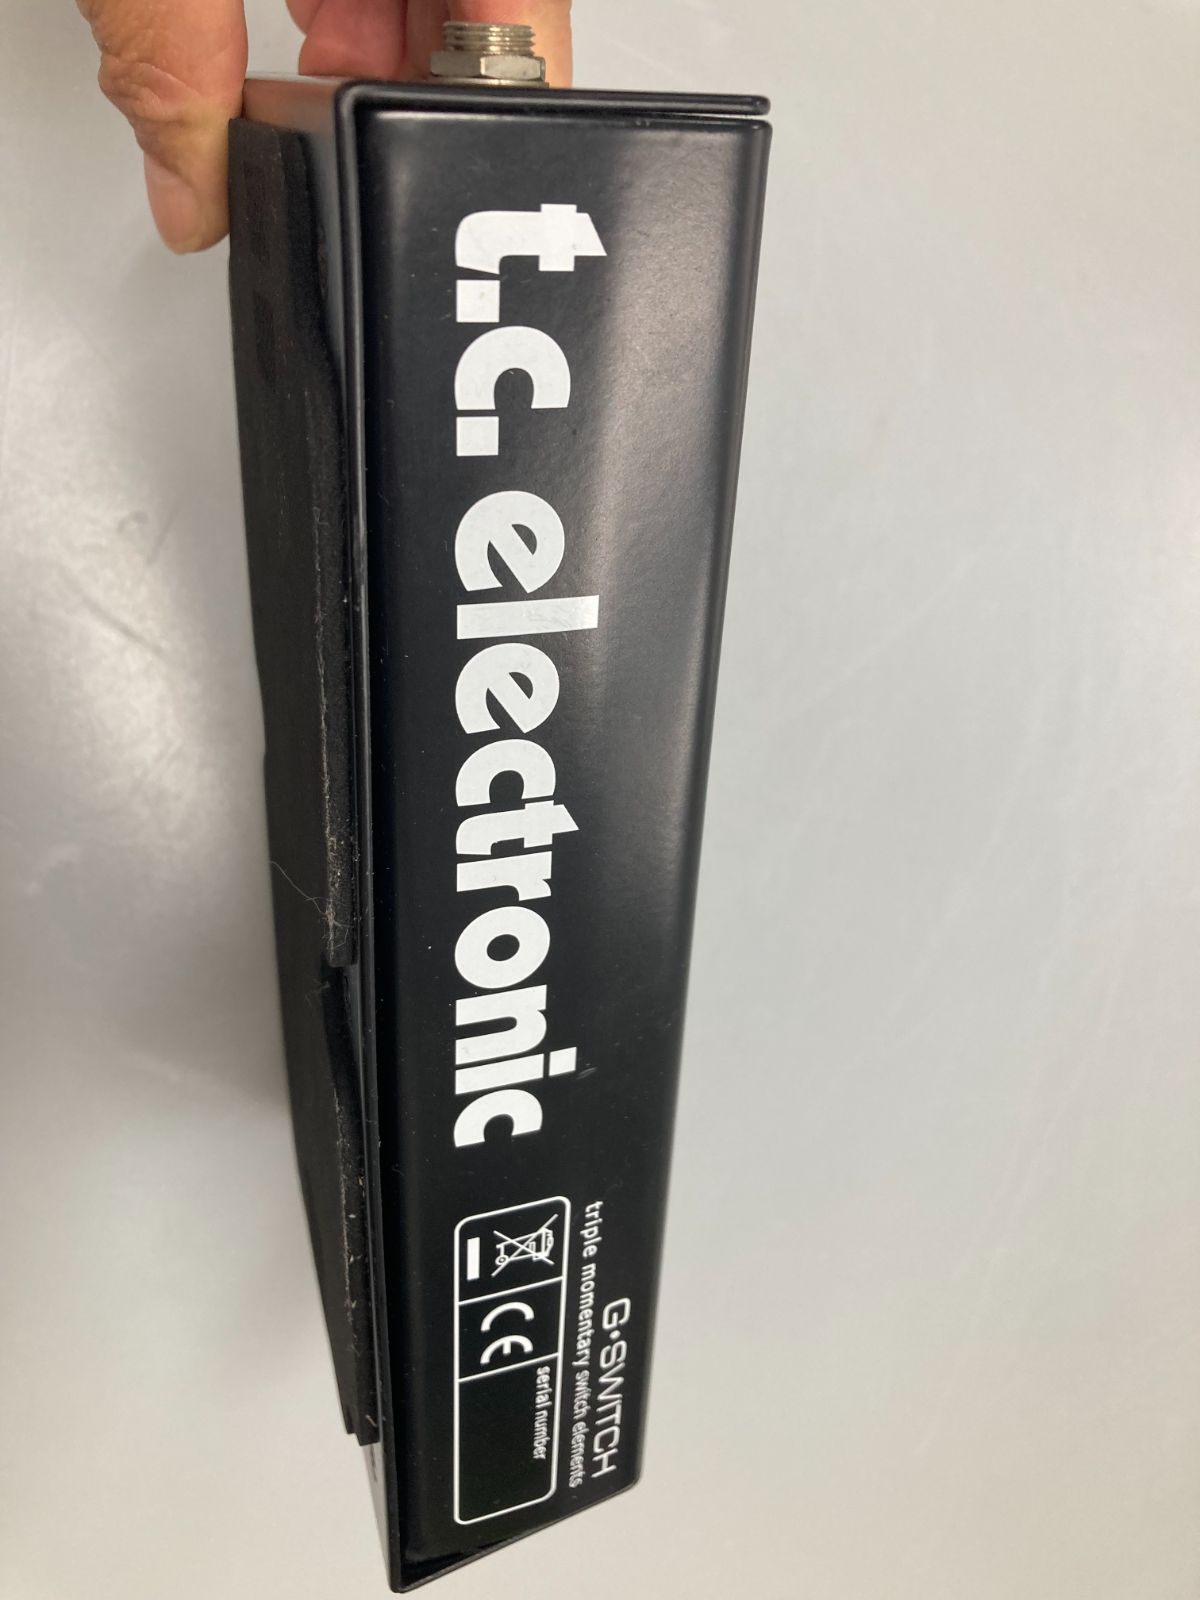 t.c. electronic
G•SWITCH
triple momentary switch elements
CE
serial number